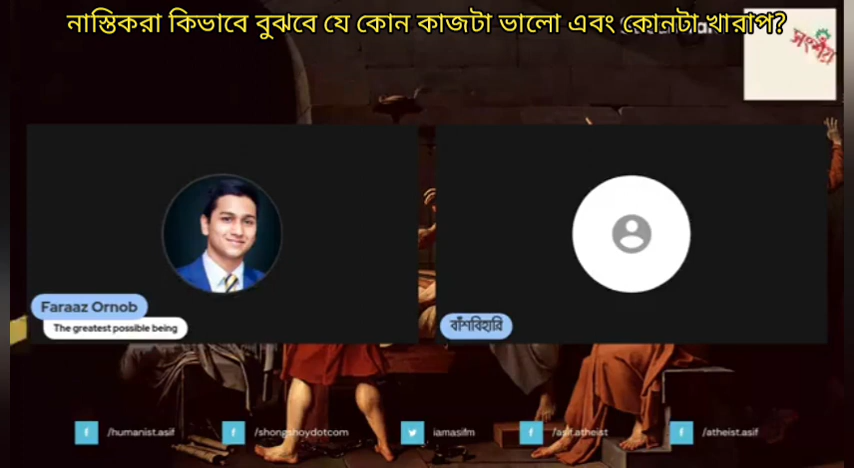 নাস্তিকরা কিভাবে বুঝবে যে কোন কাজটা ভালো এবং কোনটা খারাপ?
সংশয়
Faraaz Ornob
The greatest possible being
বাঁশবিহারি
/humanist.asif
/shongshoydotcom
iamasifm
/asif.atheist
/atheist.asif